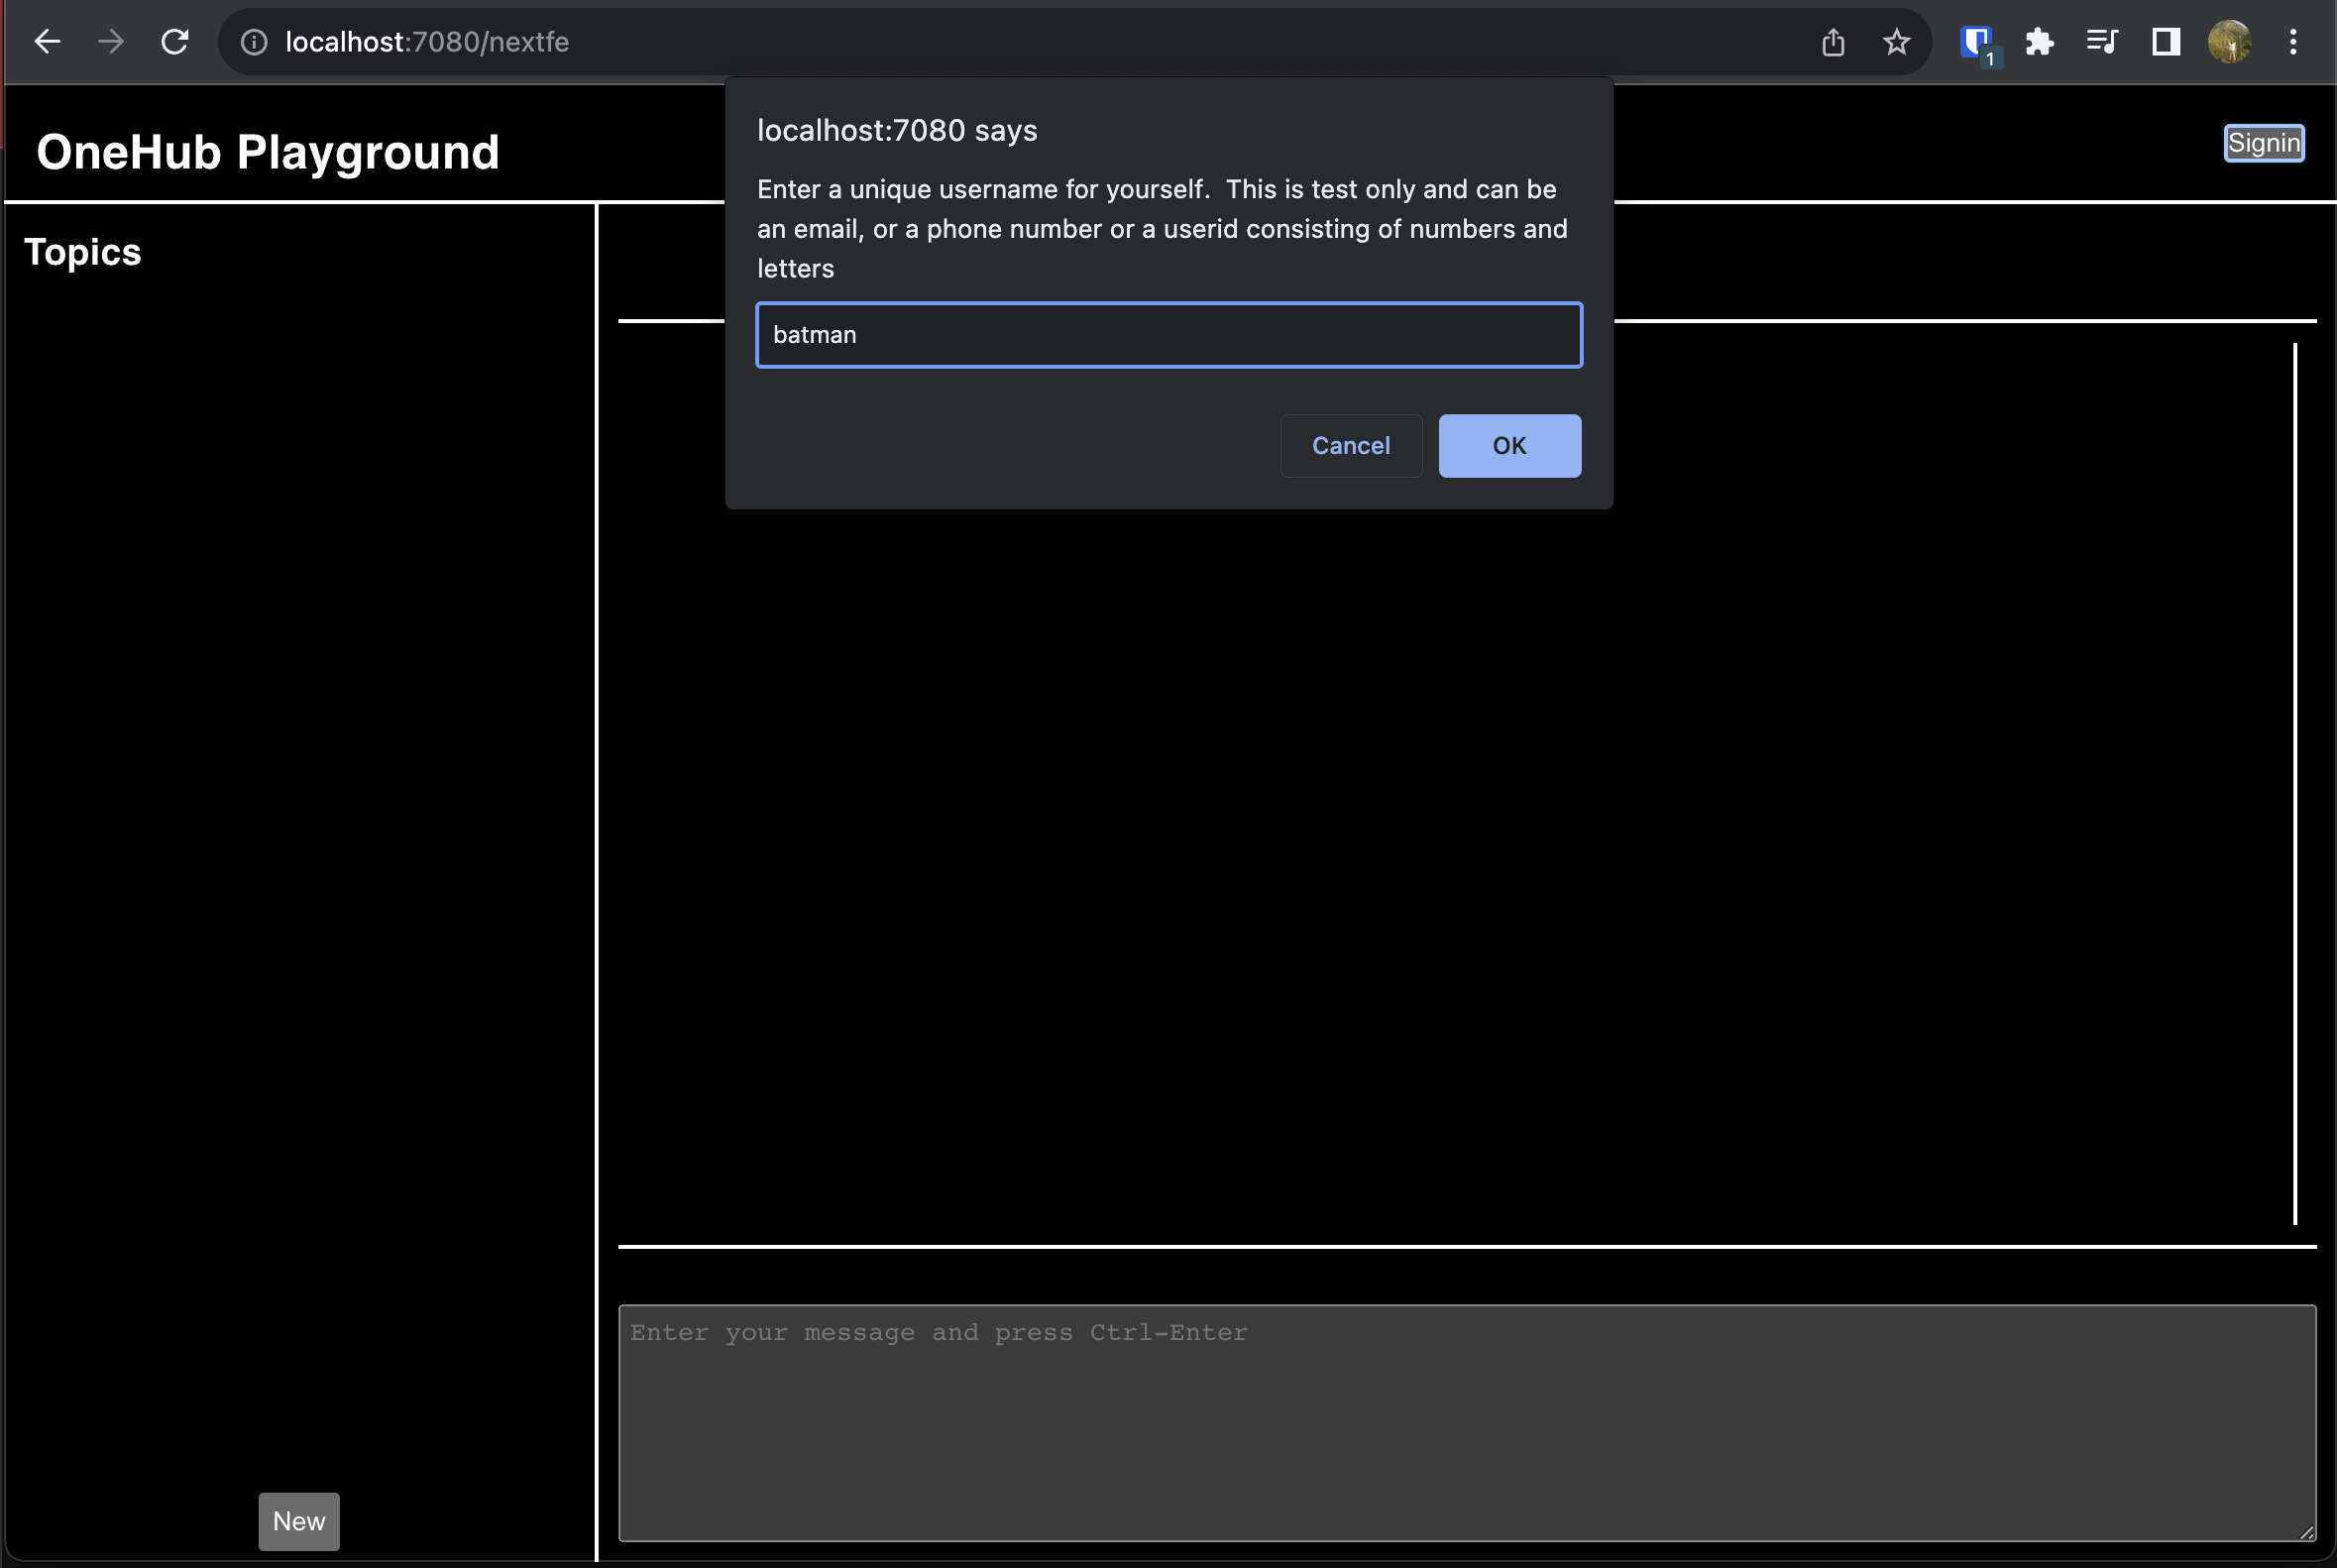 localhost:7080/nextfe
1
OneHub Playground
Signin
Topics
localhost:7080 says
Enter a unique username for yourself.  This is test only and can be
an email, or a phone number or a userid consisting of numbers and
letters
batman
Cancel
OK
Enter your message and press Ctrl-Enter
New